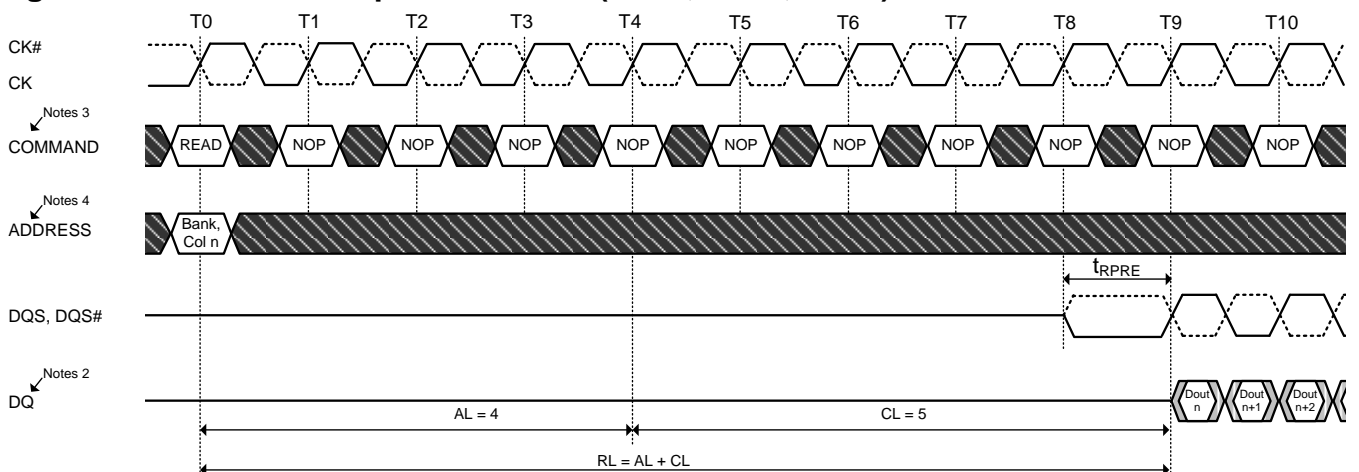 T0 T1 T2 T3 T4 T5 T6 T7 T8 T9 T10
CK#
CK
Notes 3
COMMAND
READ NOP NOP NOP NOP NOP NOP NOP NOP NOP NOP
Notes 4
ADDRESS
Bank,
Col n
tRPRE
DQS, DQS#
Notes 2
DQ
Dout
n
Dout
n+1
Dout
n+2
AL = 4
CL = 5
RL = AL + CL